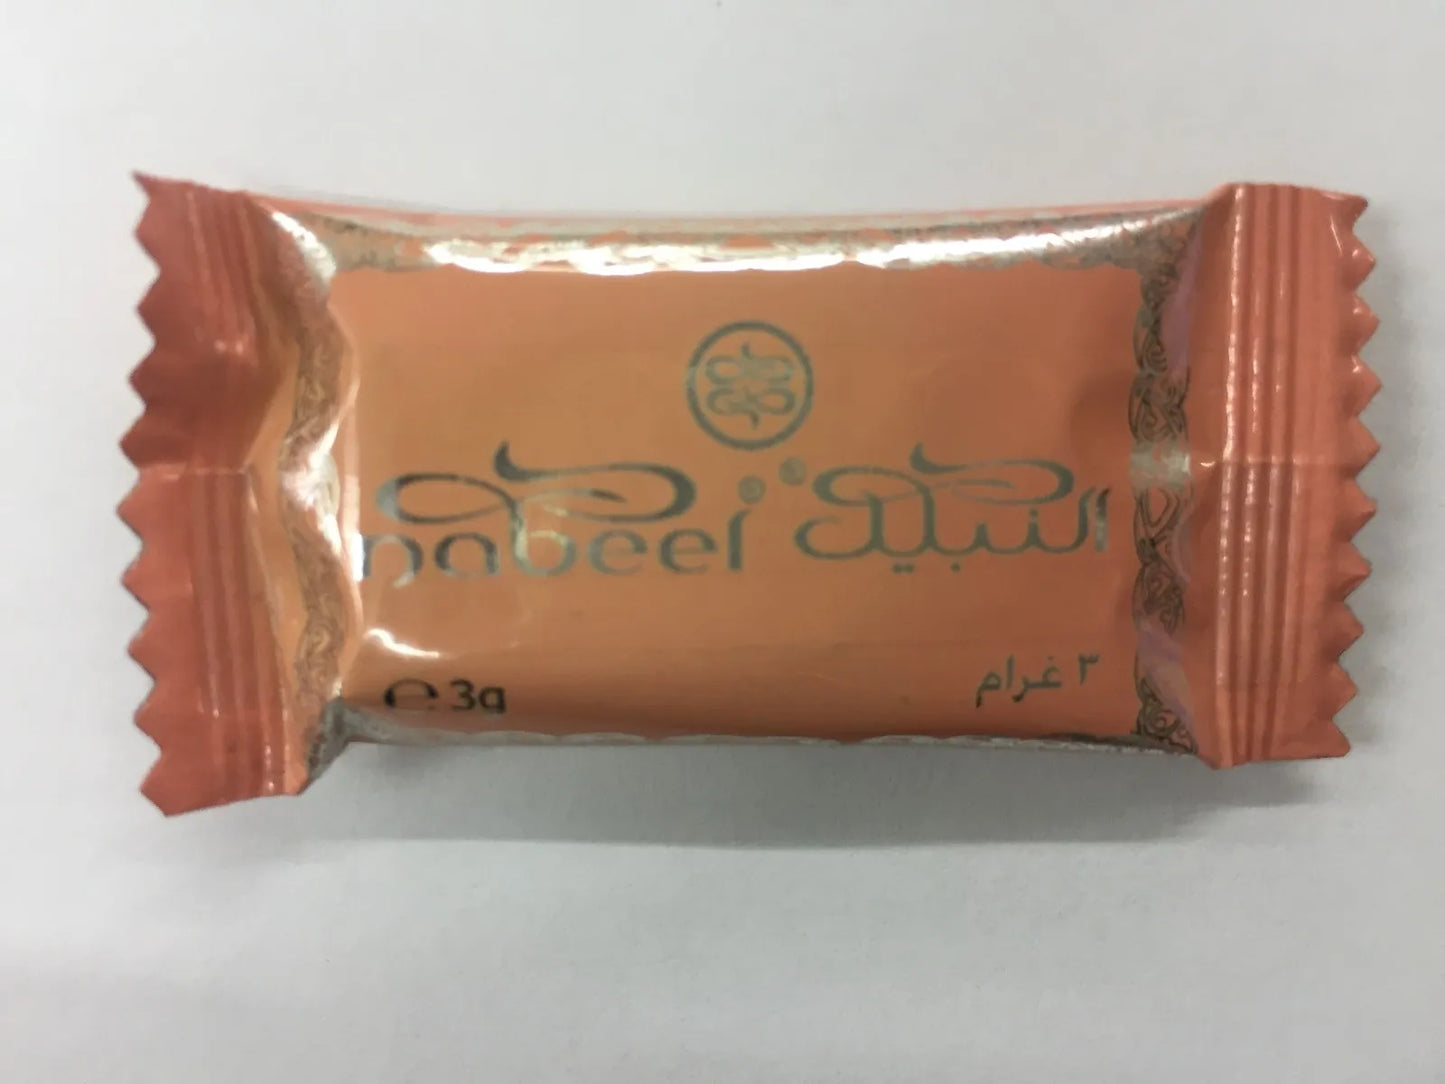 nabeel® ®النبيل
℮ 3g
٣ غرام